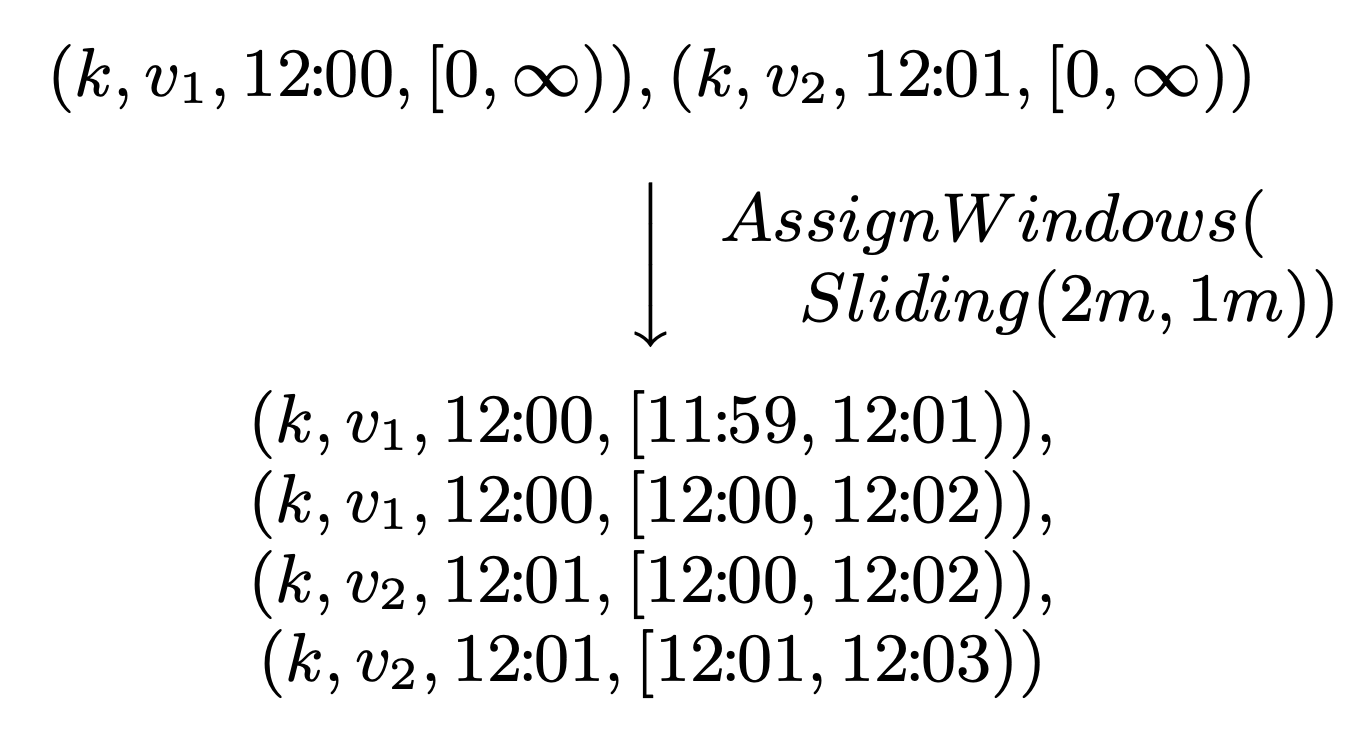 (k, v₁, 12:00, [0, ∞)), (k, v₂, 12:01, [0, ∞))
AssignWindows(
Sliding(2m, 1m))
(k, v₁, 12:00, [11:59, 12:01)),
(k, v₁, 12:00, [12:00, 12:02)),
(k, v₂, 12:01, [12:00, 12:02)),
(k, v₂, 12:01, [12:01, 12:03))